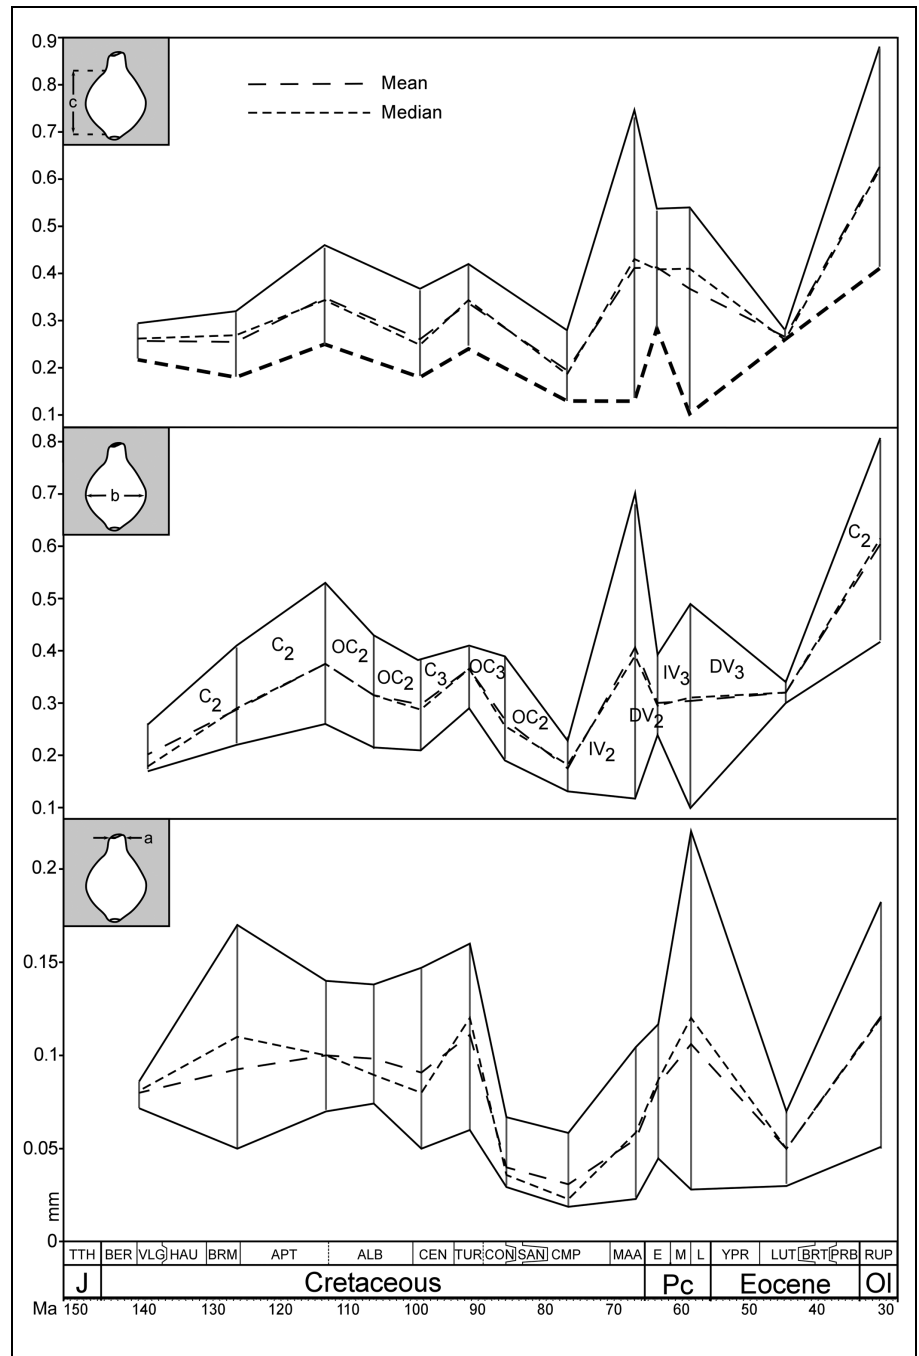 0.9
0.8
0.7
0.6
0.5
0.4
0.3
0.2
0.1
c
Mean
Median
0.8
0.7
0.6
0.5
0.4
0.3
0.2
0.1
b
C2 C2 OC2 OC2 C3 OC3 OC2 IV2 DV2 IV3 DV3 C2
a
0.2
0.15
0.1
0.05
0
mm
TTH BER VLG HAU BRM APT ALB CEN TUR CON SAN CMP MAA E M L YPR LUT BRT PRB RUP
J Cretaceous Pc Eocene Ol
Ma 150 140 130 120 110 100 90 80 70 60 50 40 30